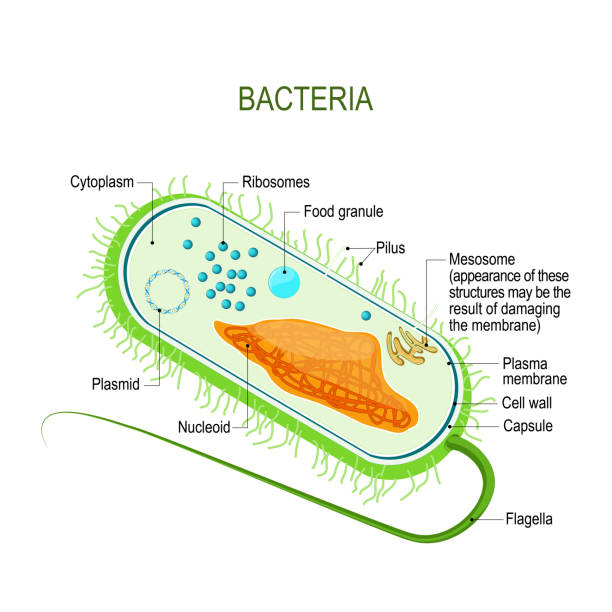 BACTERIA
Cytoplasm
Ribosomes
Food granule
Pilus
Mesosome
(appearance of these
structures may be the
result of damaging
the membrane)
Plasma
membrane
Cell wall
Capsule
Plasmid
Nucleoid
Flagella